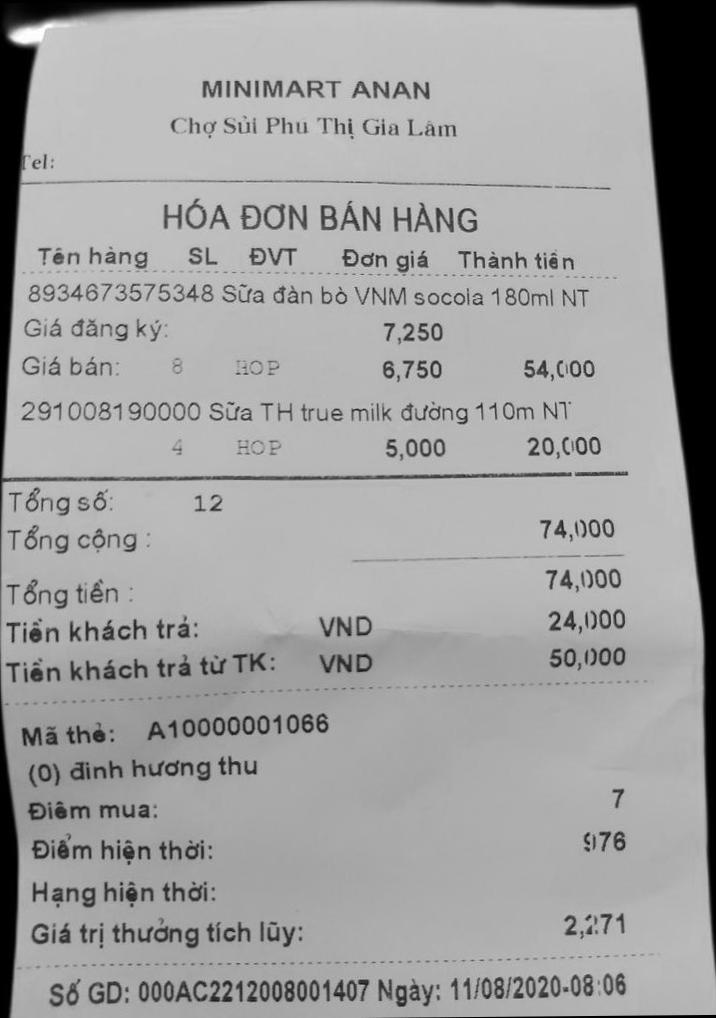 MINIMART ANAN
Chợ Sủi Phú Thị Gia Lâm
Tel:
HÓA ĐƠN BÁN HÀNG
Tên hàng SL ĐVT Đơn giá Thành tiền
8934673575348 Sữa đàn bò VNM socola 180ml NT
Giá đăng ký: 7,250
Giá bán: 8 HOP 6,750 54,000
291008190000 Sữa TH true milk đường 110m NT
4 HOP 5,000 20,000
Tổng số: 12
Tổng cộng : 74,000
Tổng tiền : 74,000
Tiền khách trả: VND 24,000
Tiền khách trả từ TK: VND 50,000
Mã thẻ: A10000001066
(0) đinh hương thu
Điêm mua: 7
Điểm hiện thời: 976
Hạng hiện thời:
Giá trị thưởng tích lũy: 2,271
Số GD: 000AC2212008001407 Ngày: 11/08/2020-08:06